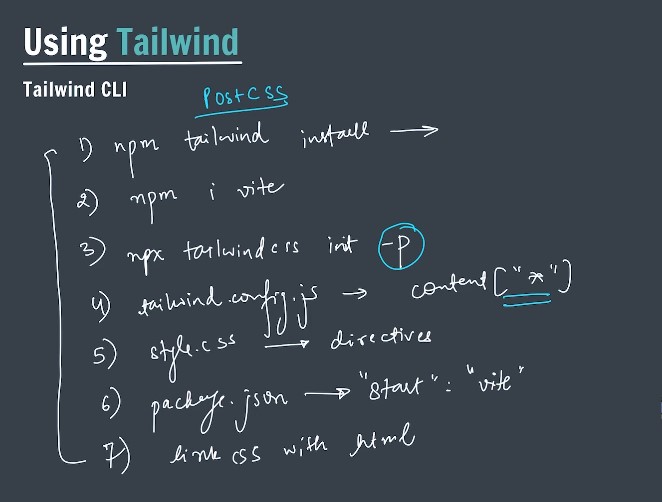 Using Tailwind
Tailwind CLI
PostCSS
1) npm tailwind install →
2) npm i vite
3) npx tailwindcss init -p
4) tailwind.config.js → content ["*"]
5) style.css → directives
6) package.json → "start" : "vite"
7) link css with html